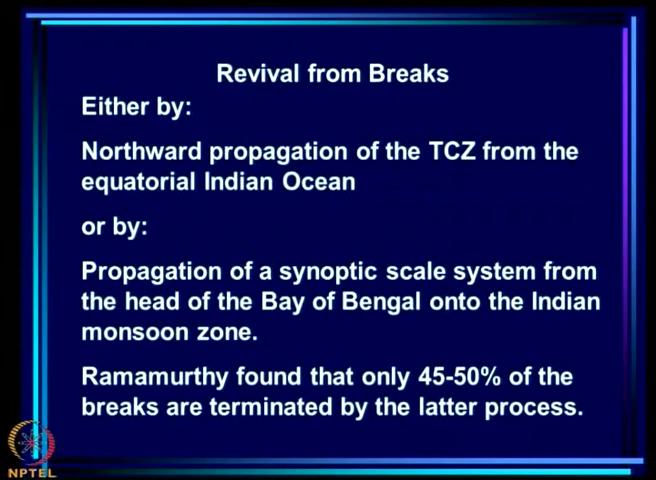 Revival from Breaks
Either by:
Northward propagation of the TCZ from the
equatorial Indian Ocean
or by:
Propagation of a synoptic scale system from
the head of the Bay of Bengal onto the Indian
monsoon zone.
Ramamurthy found that only 45-50% of the
breaks are terminated by the latter process.
NPTEL